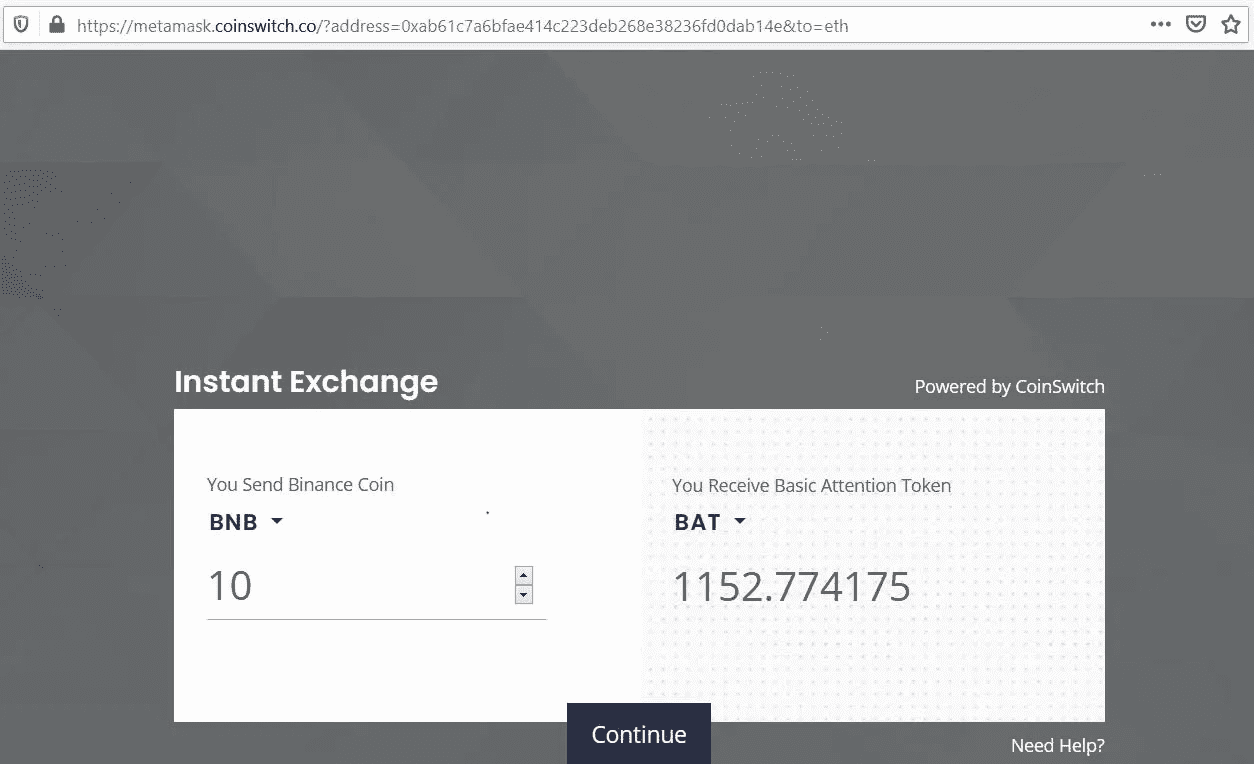 https://metamask.coinswitch.co/?address=0xab61c7a6bfae414c223deb268e38236fd0dab14e&to=eth
Instant Exchange
Powered by CoinSwitch
You Send Binance Coin
You Receive Basic Attention Token
BNB
BAT
10
1152.774175
Continue
Need Help?